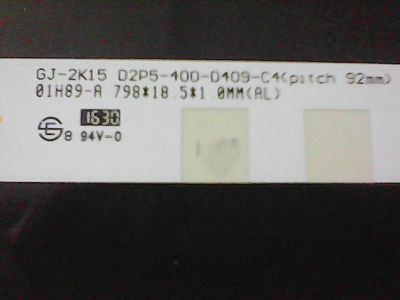 GJ-2K15 D2P5-400-D409-C4(pitch 92mm)
01H89-A 798*18.5*1.0MM(AL)
1530
8 94V-0